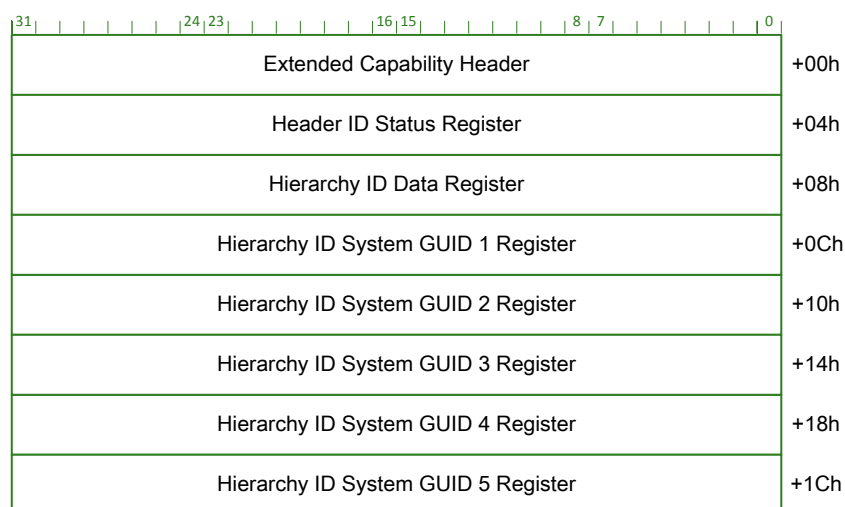 31 24 23 16 15 8 7 0
Extended Capability Header +00h
Header ID Status Register +04h
Hierarchy ID Data Register +08h
Hierarchy ID System GUID 1 Register +0Ch
Hierarchy ID System GUID 2 Register +10h
Hierarchy ID System GUID 3 Register +14h
Hierarchy ID System GUID 4 Register +18h
Hierarchy ID System GUID 5 Register +1Ch